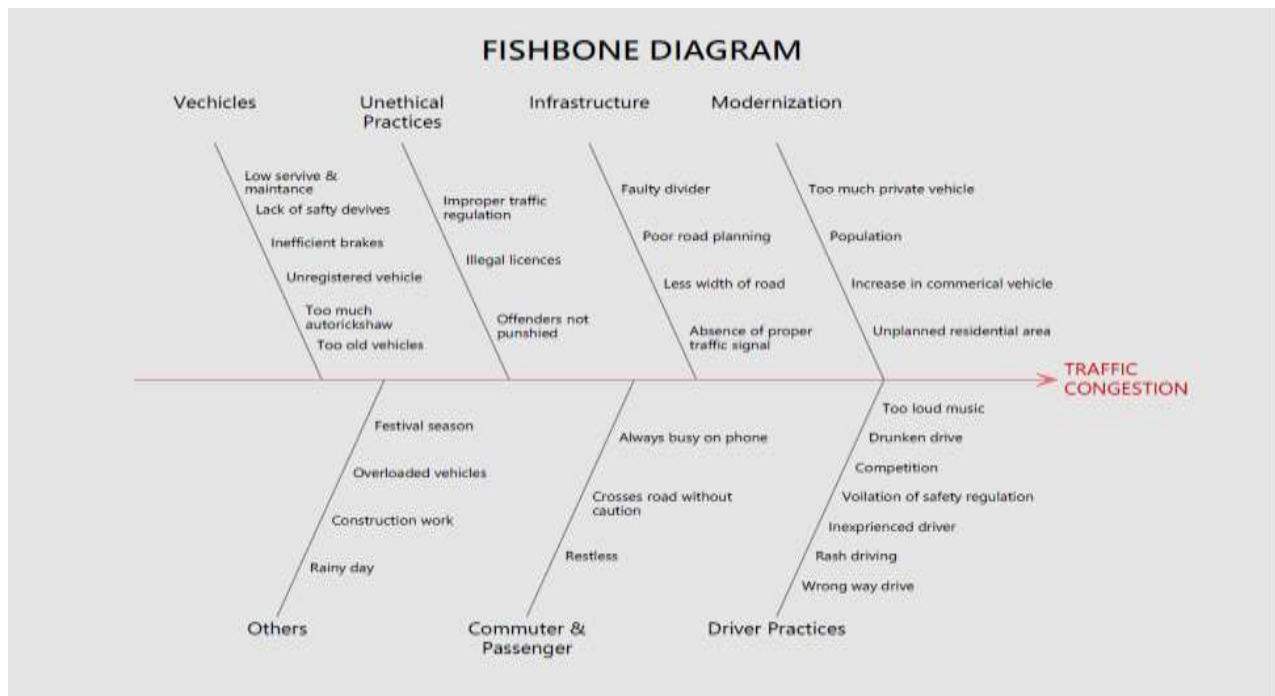 FISHBONE DIAGRAM
Vechicles
Unethical
Practices
Infrastructure
Modernization
Low servive &
maintance
Lack of safty devives
Inefficient brakes
Unregistered vehicle
Too much
autorickshaw
Too old vehicles
Improper traffic
regulation
Illegal licences
Offenders not
punshied
Faulty divider
Poor road planning
Less width of road
Absence of proper
traffic signal
Too much private vehicle
Population
Increase in commerical vehicle
Unplanned residential area
TRAFFIC
CONGESTION
Festival season
Overloaded vehicles
Construction work
Rainy day
Others
Always busy on phone
Crosses road without
caution
Restless
Commuter &
Passenger
Too loud music
Drunken drive
Competition
Voilation of safety regulation
Inexprienced driver
Rash driving
Wrong way drive
Driver Practices